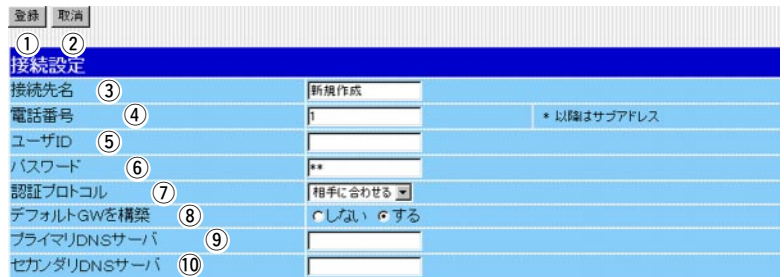 登録 取消
① ②
接続設定
接続先名 ③ 新規作成
電話番号 ④ 1 * 以降はサブアドレス
ユーザID ⑤
パスワード ⑥ **
認証プロトコル ⑦ 相手に合わせる
デフォルトGWを構築 ⑧ しない する
プライマリDNSサーバ ⑨
セカンダリDNSサーバ ⑩